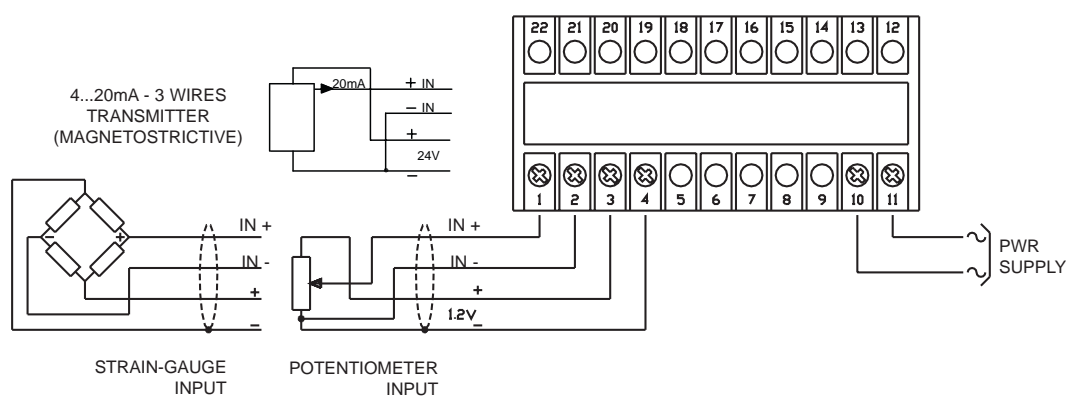 22 21 20 19 18 17 16 15 14 13 12
4...20mA - 3 WIRES
TRANSMITTER
(MAGNETOSTRICTIVE)
20mA
+ IN
− IN
+
24V
−
1 2 3 4 5 6 7 8 9 10 11
− +
IN +
IN -
+
−
IN +
IN -
+
1.2V
−
PWR
SUPPLY
STRAIN-GAUGE
INPUT
POTENTIOMETER
INPUT